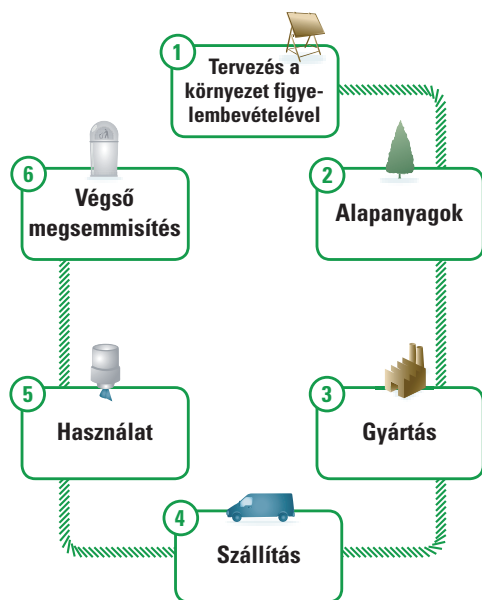 1
Tervezés a
környezet figye-
lembevételével
2
Alapanyagok
3
Gyártás
4
Szállítás
5
Használat
6
Végső
megsemmisítés